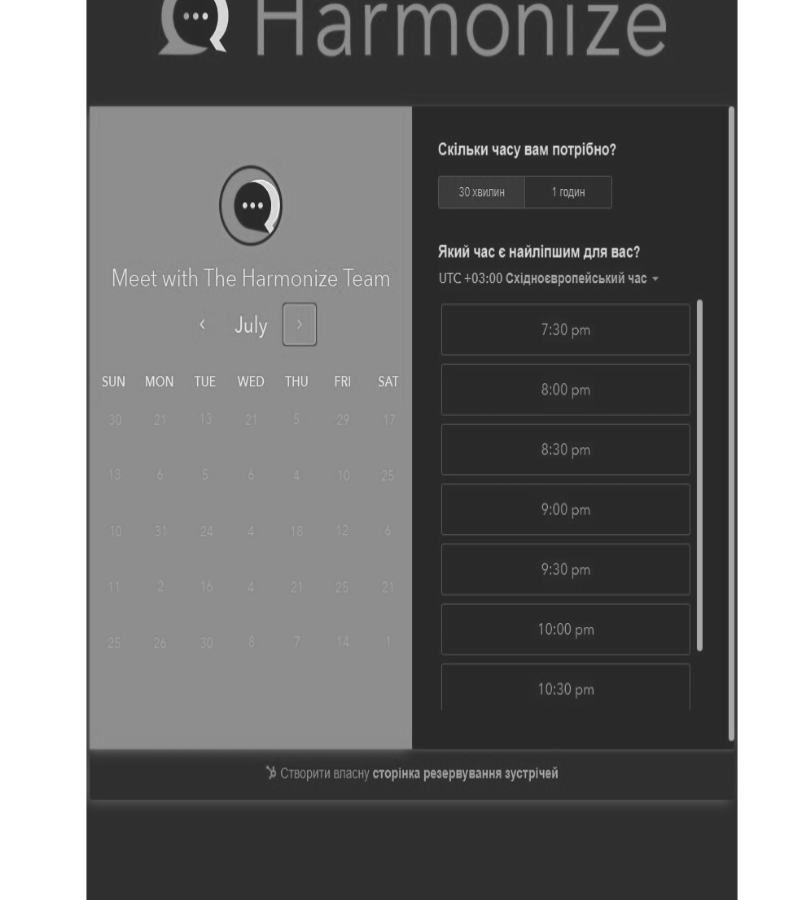 Harmonize
Meet with The Harmonize Team
July
SUN MON TUE WED THU FRI SAT
30 21 13 21 5 29 17
13 6 5 6 4 10 25
10 31 24 4 18 12 6
11 2 16 4 21 25 21
25 26 30 8 7 14 1
Скільки часу вам потрібно?
30 хвилин 1 годин
Який час є найліпшим для вас?
UTC +03:00 Східноєвропейський час
7:30 pm
8:00 pm
8:30 pm
9:00 pm
9:30 pm
10:00 pm
10:30 pm
Створити власну сторінка резервування зустрічей